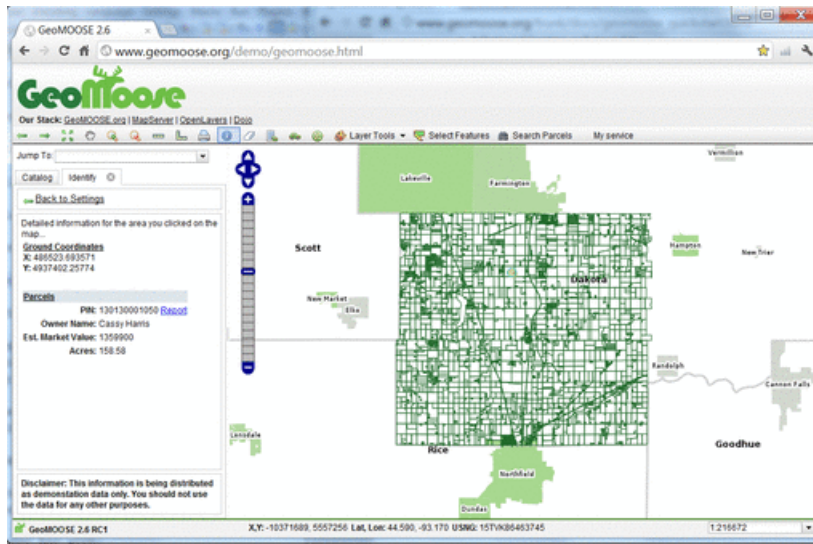 GeoMOOSE 2.6
www.geomoose.org/demo/geomoose.html
GeoMoose
Our Stack: GeoMOOSE.org | MapServer | OpenLayers | Dojo
Layer Tools Select Features Search Parcels My service
Jump To:
Catalog Identify
Back to Settings
Detailed information for the area you clicked on the
map...
Ground Coordinates
X: 486523.693571
Y: 4937402.25774
Parcels
PIN: 130130001050 Report
Owner Name: Cassy Harris
Est. Market Value: 1359900
Acres: 158.58
Disclaimer: This information is being distributed
as demonstation data only. You should not use
the data for any other purposes.
Vermillion
Lakeville
Farmington
Hampton
New Trier
Scott
Dakota
New Market
Elko
Randolph
Cannon Falls
Lonsdale
Rice
Goodhue
Northfield
Dundas
GeoMOOSE 2.6 RC1
X,Y: -10371689, 5557256 Lat, Lon: 44.590, -93.170 USNG: 15TVK86463745
1:216672